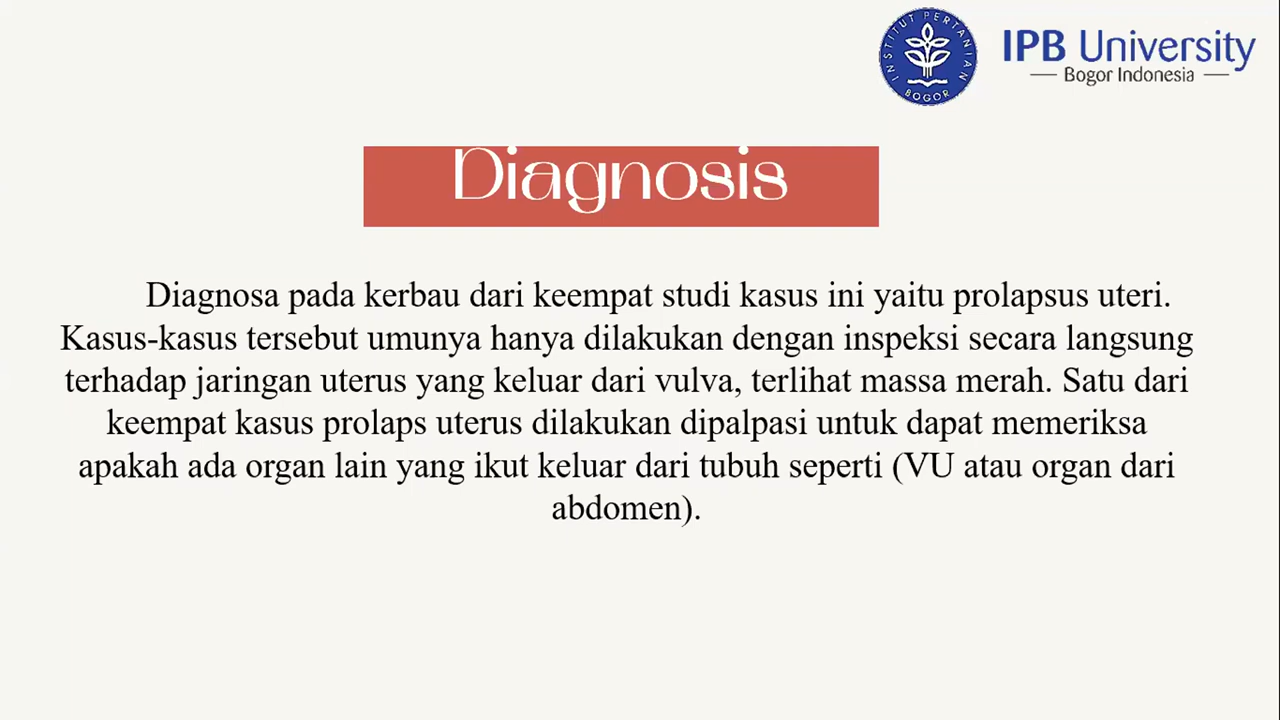 INSTITUT PERTANIAN
BOGOR
IPB University
Bogor Indonesia
Diagnosis
Diagnosa pada kerbau dari keempat studi kasus ini yaitu prolapsus uteri.
Kasus-kasus tersebut umunya hanya dilakukan dengan inspeksi secara langsung
terhadap jaringan uterus yang keluar dari vulva, terlihat massa merah. Satu dari
keempat kasus prolaps uterus dilakukan dipalpasi untuk dapat memeriksa
apakah ada organ lain yang ikut keluar dari tubuh seperti (VU atau organ dari
abdomen).